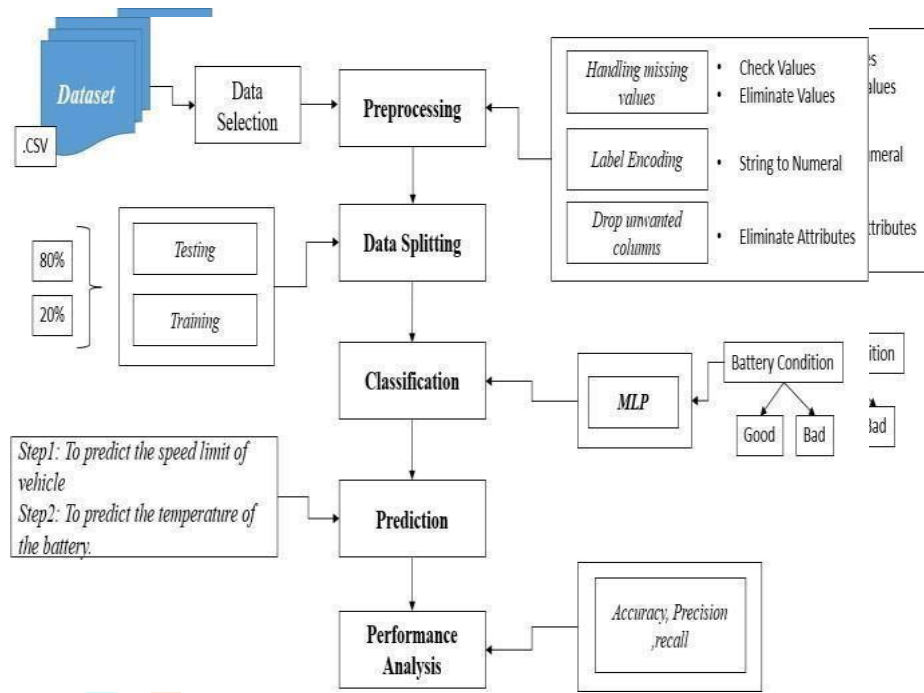 Dataset
.CSV
Data
Selection
Preprocessing
Handling missing
values
• Check Values
• Eliminate Values
Label Encoding
• String to Numeral
Drop unwanted
columns
• Eliminate Attributes
80%
20%
Testing
Training
Data Splitting
Classification
MLP
Battery Condition
Good
Bad
Step1: To predict the speed limit of
vehicle
Step2: To predict the temperature of
the battery.
Prediction
Performance
Analysis
Accuracy, Precision
,recall